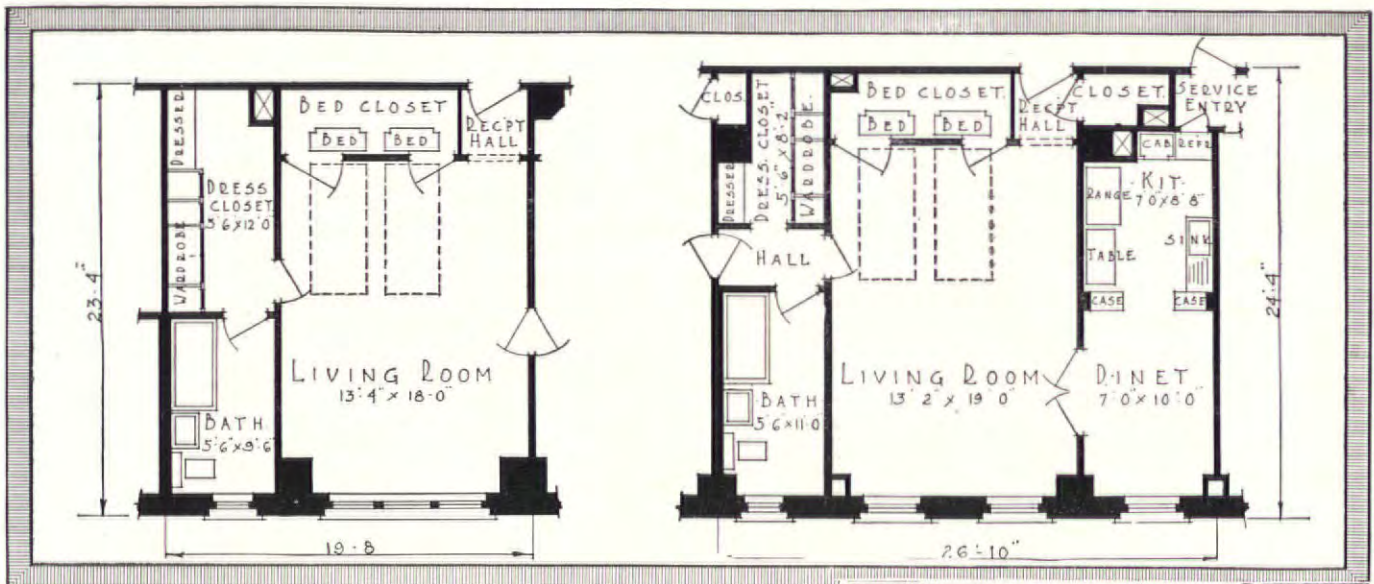 DRESSER
BED CLOSET
BED
BED
RECPT
HALL
DRESS
CLOSET
5'6"x12'0"
WARDROBE
23'-4"
LIVING ROOM
13'-4" x 18'-0"
BATH
5'-6"x9'-6"
19-8
CLOS.
DRESS. CLOSET
5'6" x 8'-2"
WARDROBE.
DRESSER
BED CLOSET.
BED
BED
RECPT
HALL
CLOSET
SERVICE
ENTRY
CAB.
REFR.
KIT.
7'0"x8'8"
RANGE
TABLE
SINK
CASE
CASE
HALL
24'-4"
LIVING ROOM
13'2" x 19'0"
DINET
7'-0"x10'-0"
BATH
5'-6"x11-0
26'-10"